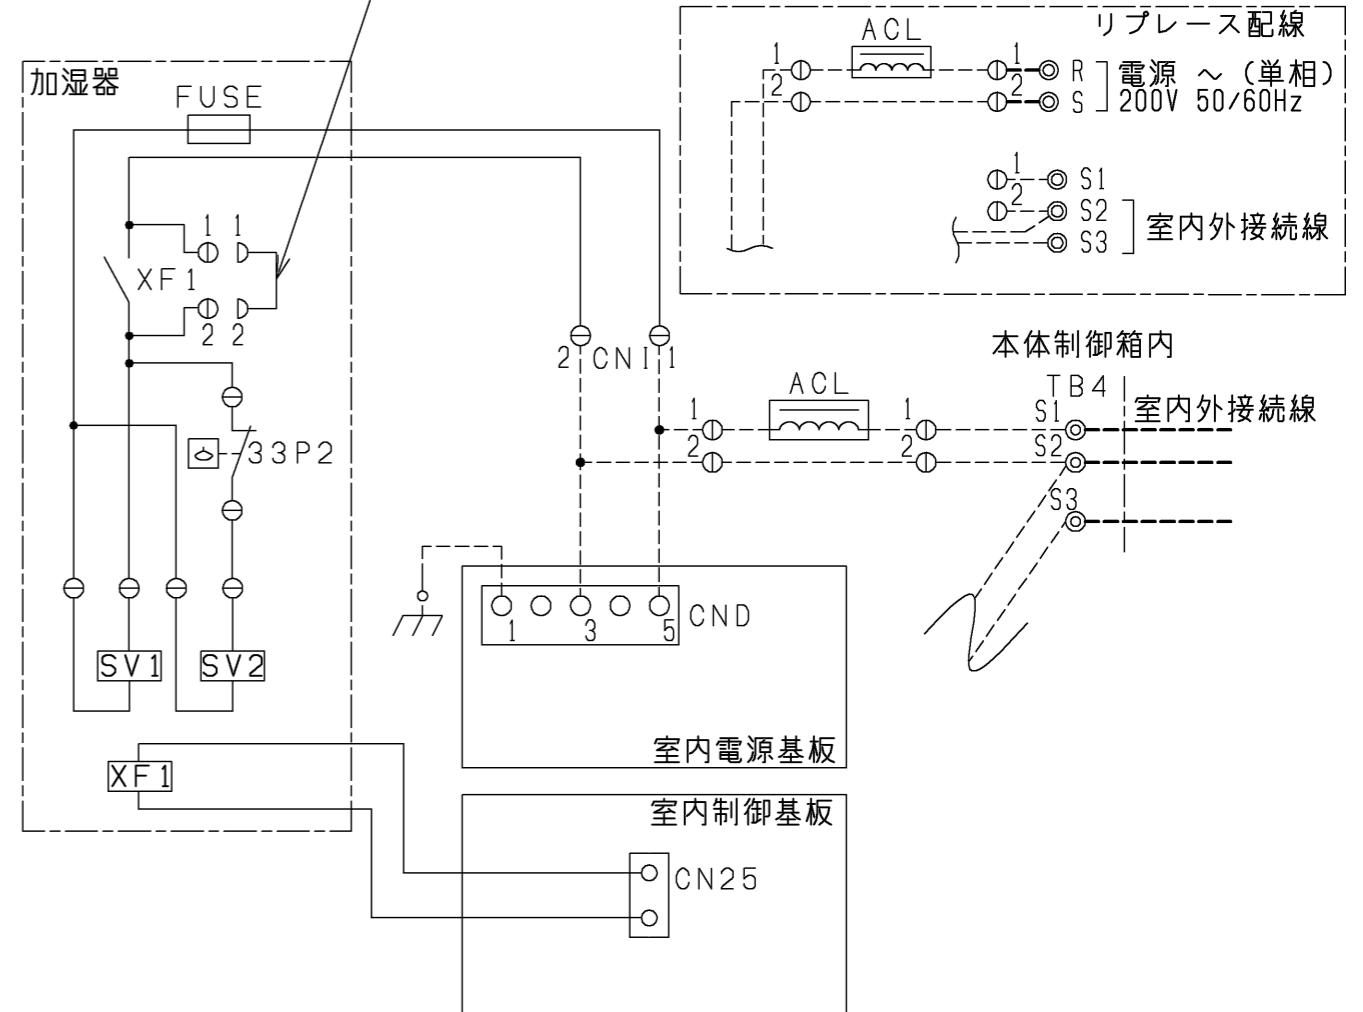 リプレース配線
ACL
1 1 R 電源 ~ (単相)
2 2 S 200V 50/60Hz
1 S1
2 S2
室内外接続線
S3
加湿器
FUSE
1 1
XF1
2 2
2 CNI 1
本体制御箱内
TB4
室内外接続線
ACL
1 1 S1
2 2 S2
S3
33P2
1 3 5 CND
SV1 SV2
室内電源基板
XF1
室内制御基板
CN25